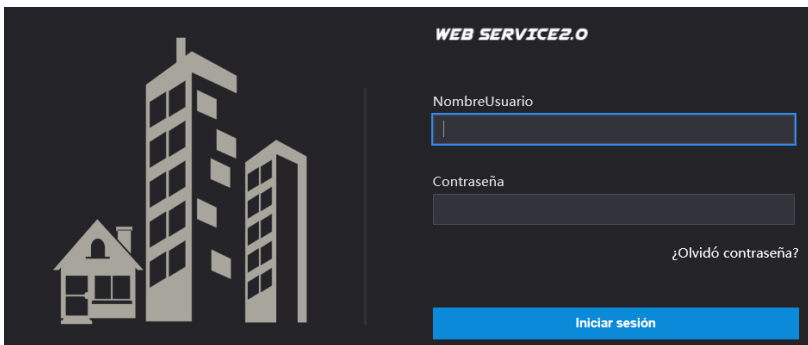 WEB SERVICE2.0
NombreUsuario
Contraseña
¿Olvidó contraseña?
Iniciar sesión